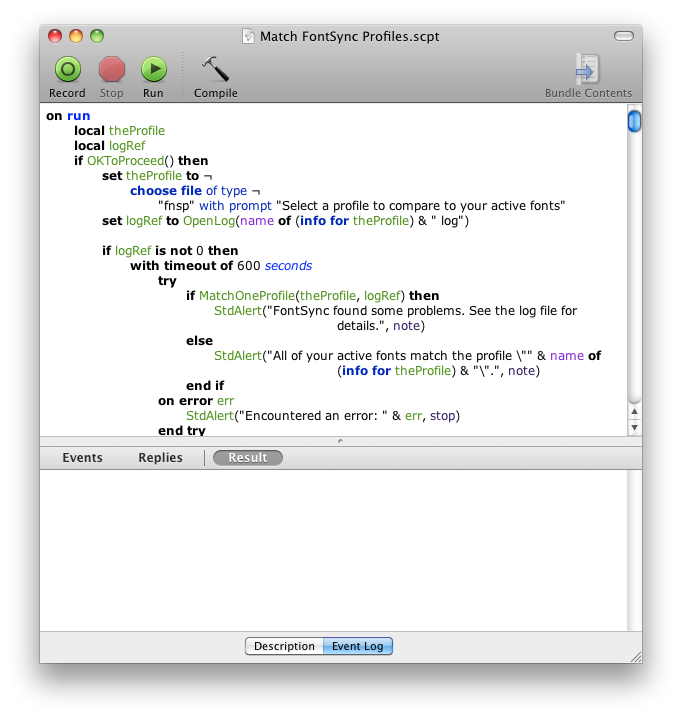 Match FontSync Profiles.scpt
Record Stop Run Compile Bundle Contents
on run
local theProfile
local logRef
if OKToProceed() then
set theProfile to ¬
choose file of type ¬
"fnsp" with prompt "Select a profile to compare to your active fonts"
set logRef to OpenLog(name of (info for theProfile) & " log")
if logRef is not 0 then
with timeout of 600 seconds
try
if MatchOneProfile(theProfile, logRef) then
StdAlert("FontSync found some problems. See the log file for
details.", note)
else
StdAlert("All of your active fonts match the profile \"" & name of
(info for theProfile) & "\".", note)
end if
on error err
StdAlert("Encountered an error: " & err, stop)
end try
Events Replies Result
Description Event Log